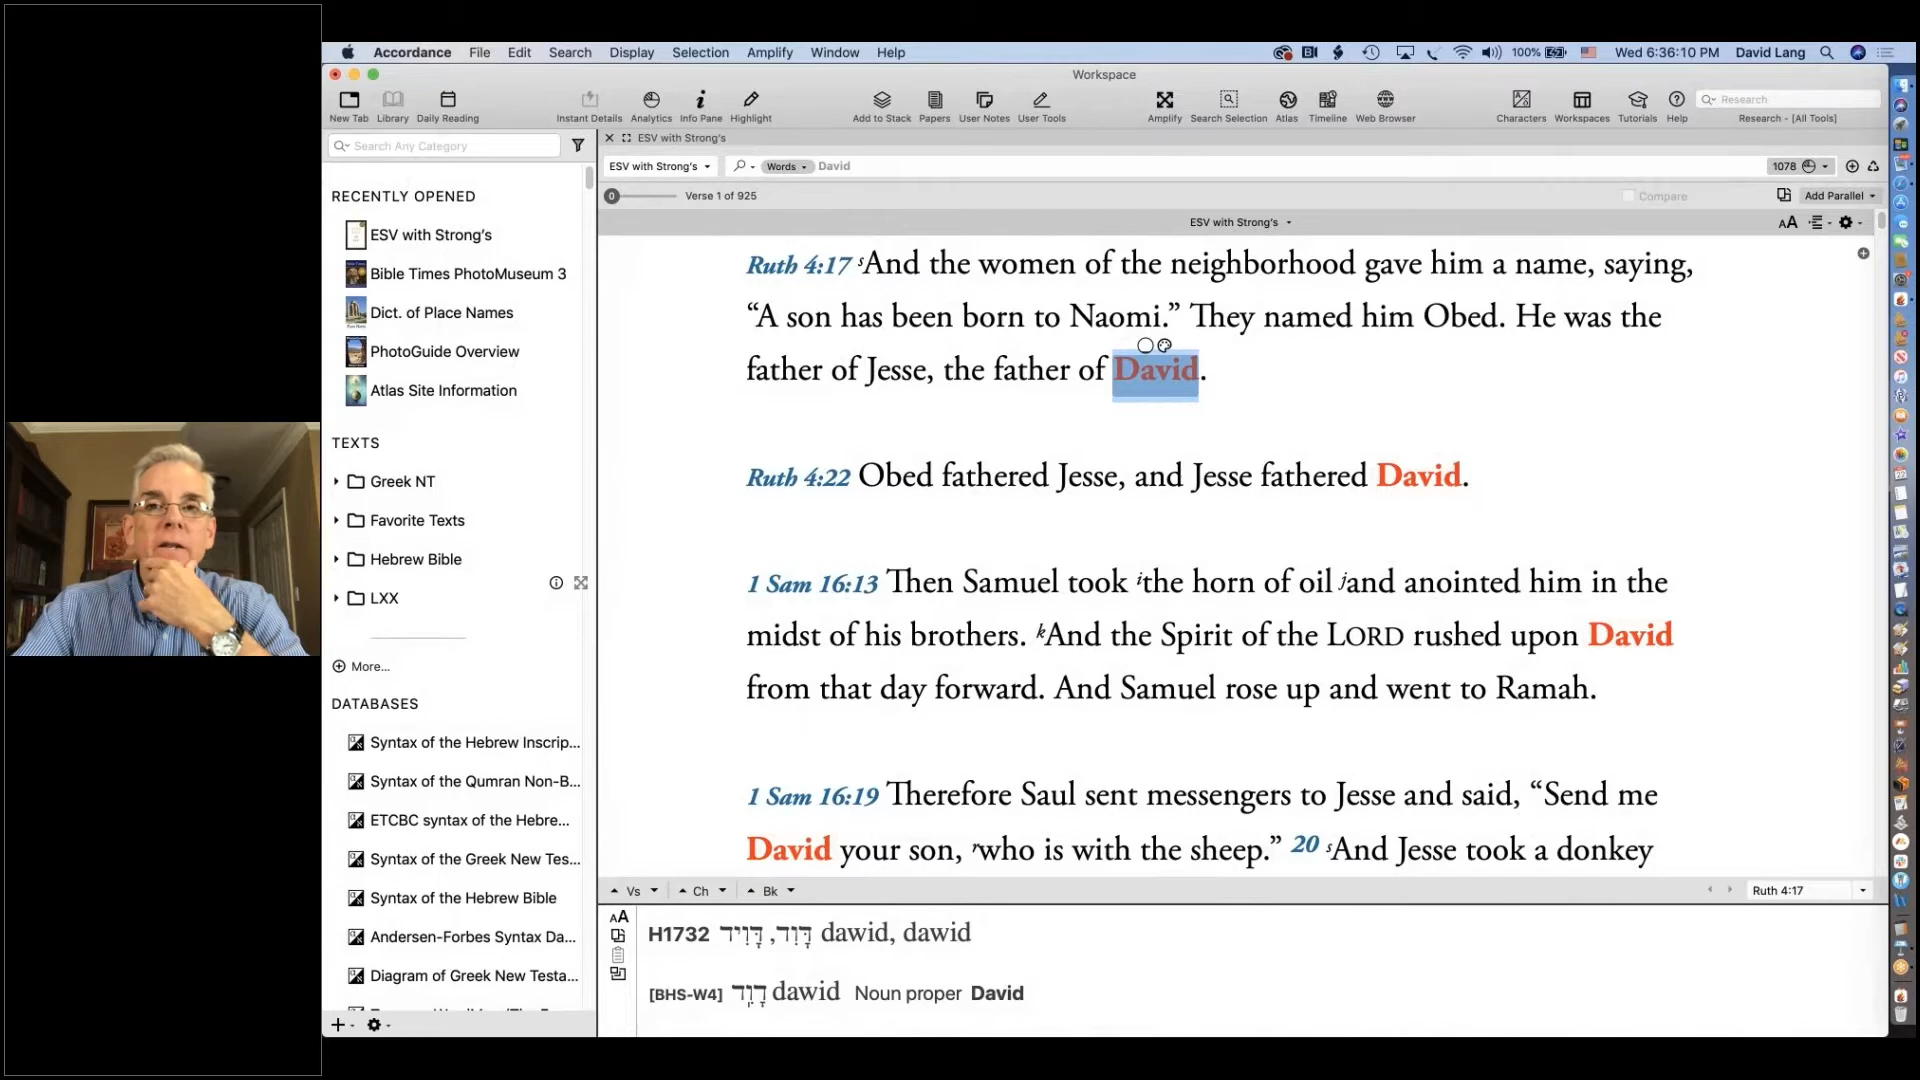 Accordance File Edit Search Display Selection Amplify Window Help 100% Wed 6:36:10 PM David Lang
Workspace
New Tab Library Daily Reading Instant Details Analytics Info Pane Highlight Add to Stack Papers User Notes User Tools Amplify Search Selection Atlas Timeline Web Browser Characters Workspaces Tutorials Help Research
Research - [All Tools]
Search Any Category
RECENTLY OPENED
ESV with Strong's
Bible Times PhotoMuseum 3
Dict. of Place Names
PhotoGuide Overview
Atlas Site Information
TEXTS
Greek NT
Favorite Texts
Hebrew Bible
LXX
More...
DATABASES
Syntax of the Hebrew Inscrip...
Syntax of the Qumran Non-B...
ETCBC syntax of the Hebre...
Syntax of the Greek New Tes...
Syntax of the Hebrew Bible
Andersen-Forbes Syntax Da...
Diagram of Greek New Testa...
ESV with Strong's
ESV with Strong's Words David 1078
0 Verse 1 of 925 Compare Add Parallel
ESV with Strong's AA
Ruth 4:17 sAnd the women of the neighborhood gave him a name, saying,
“A son has been born to Naomi.” They named him Obed. He was the
father of Jesse, the father of David.
Ruth 4:22 Obed fathered Jesse, and Jesse fathered David.
1 Sam 16:13 Then Samuel took ithe horn of oil jand anointed him in the
midst of his brothers. kAnd the Spirit of the LORD rushed upon David
from that day forward. And Samuel rose up and went to Ramah.
1 Sam 16:19 Therefore Saul sent messengers to Jesse and said, “Send me
David your son, rwho is with the sheep.” 20 sAnd Jesse took a donkey
Vs Ch Bk Ruth 4:17
AA
H1732 דָּוִד, דָּוִיד dawid, dawid
[BHS-W4] דָּוִֽד dawid Noun proper David